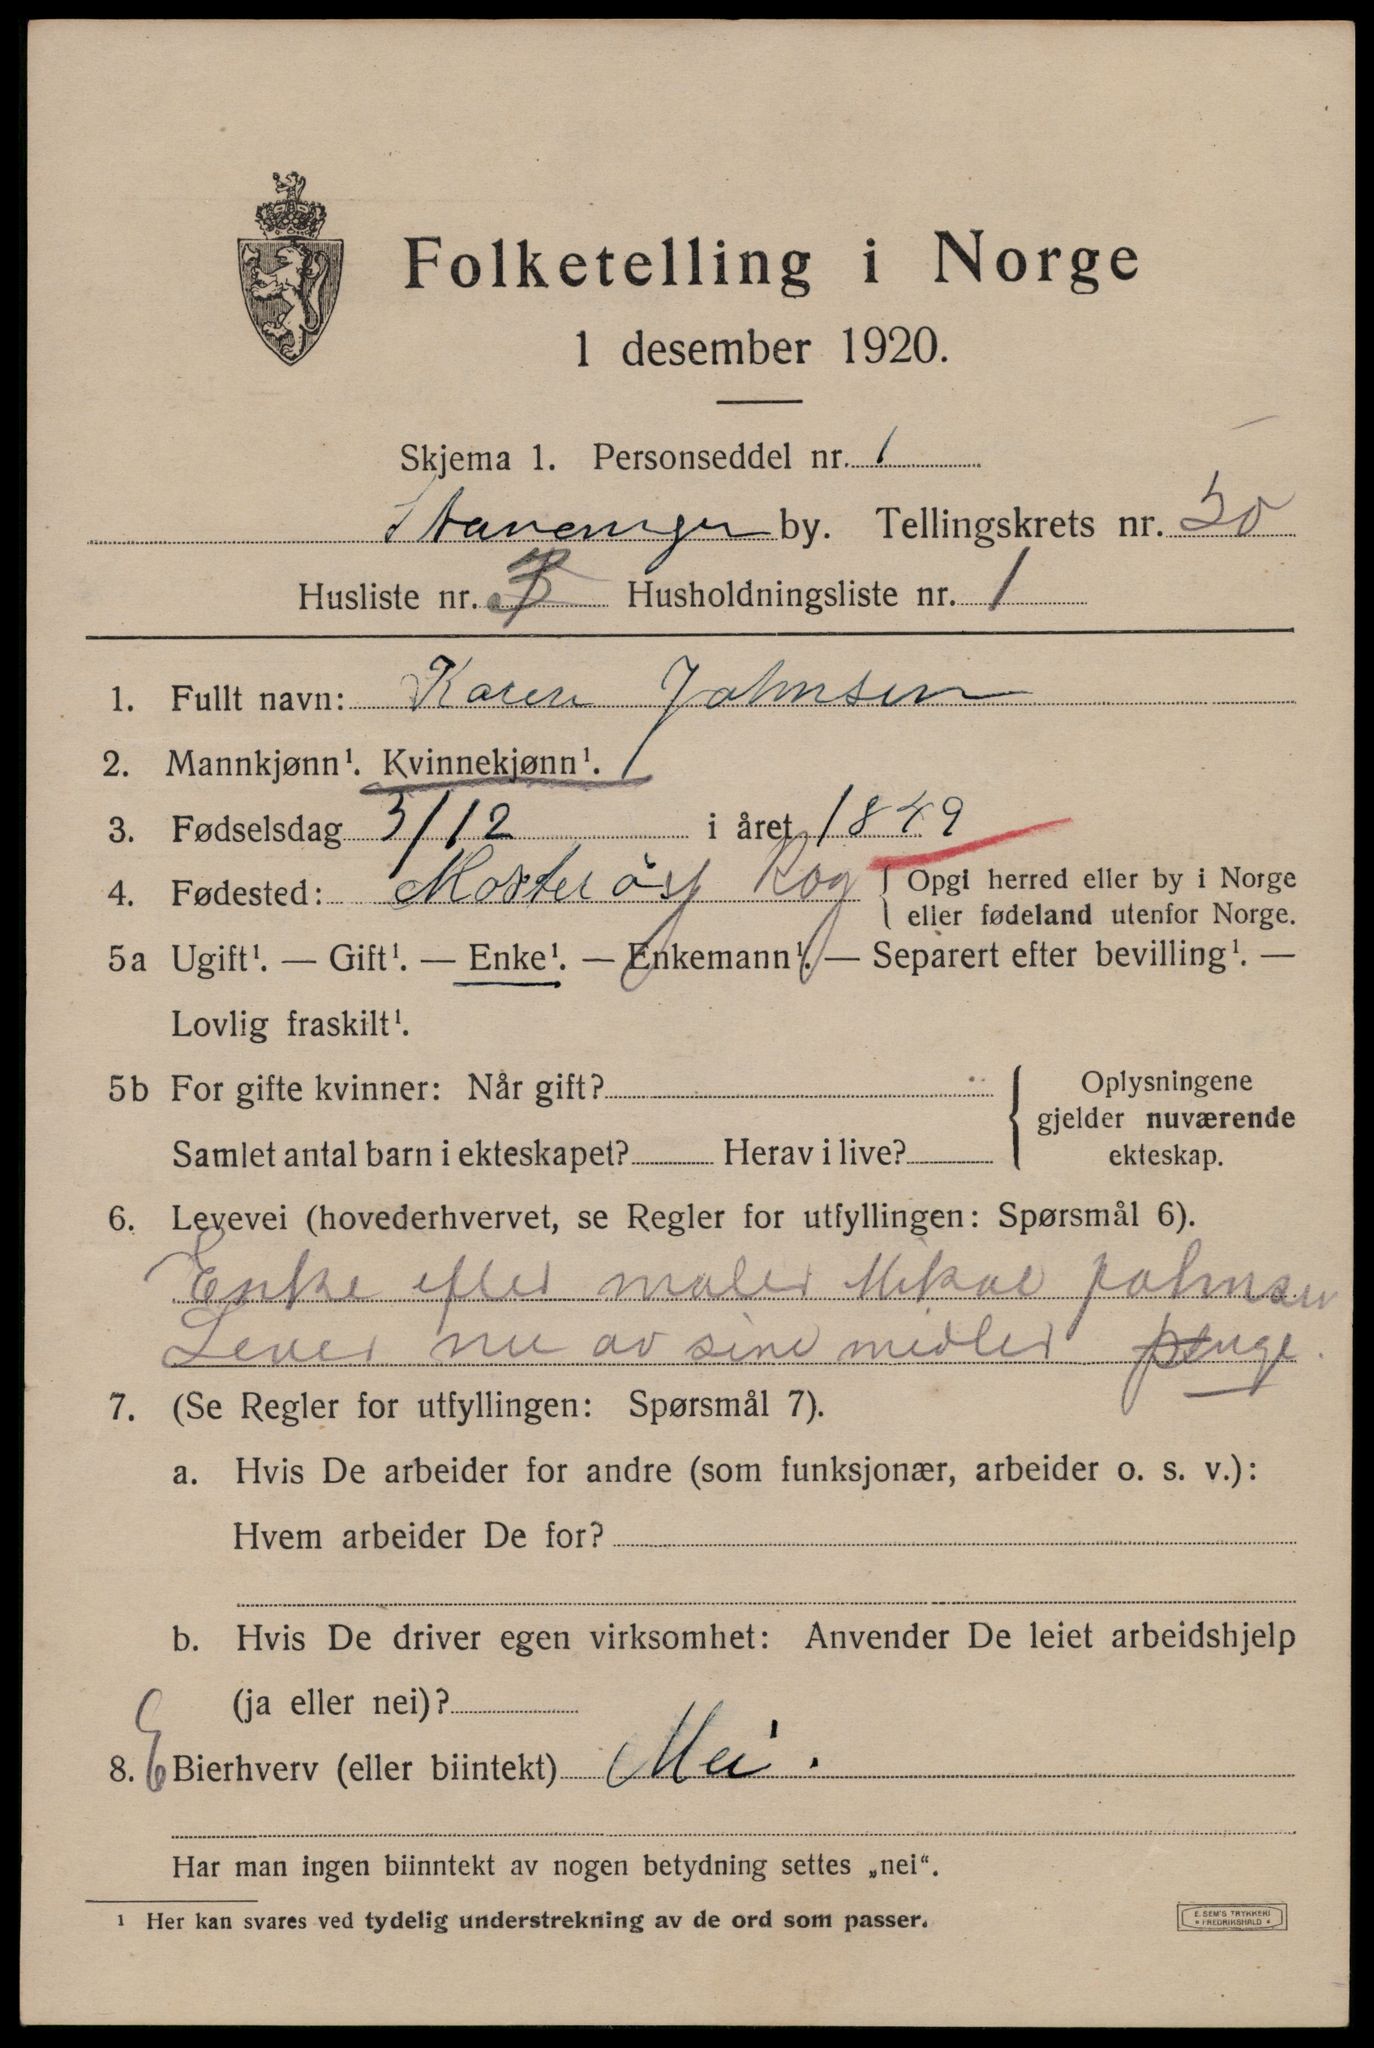 Folketelling i Norge
1 desember 1920.
Skjema 1. Personseddel nr. 1
Stavanger by. Tellingskrets nr. 50
Husliste nr. Husholdningsliste nr. 1
1. Fullt navn: Karen Johnsen
2. Mannkjønn¹. Kvinnekjønn¹.
3. Fødselsdag 3/12 i året 1849
4. Fødested: Mosterøy Rog { Opgi herred eller by i Norge
eller fødeland utenfor Norge.
5a Ugift¹. — Gift¹. — Enke¹. — Enkemann¹. — Separert efter bevilling¹. —
Lovlig fraskilt¹.
5b For gifte kvinner: Når gift? { Oplysningene
gjelder nuværende
Samlet antal barn i ekteskapet? Herav i live? ekteskap.
6. Levevei (hovederhvervet, se Regler for utfyllingen: Spørsmål 6).
Enke efter maler Mikal Johnsen
Lever nu av sine midler penge.
7. (Se Regler for utfyllingen: Spørsmål 7).
a. Hvis De arbeider for andre (som funksjonær, arbeider o. s. v.):
Hvem arbeider De for?
b. Hvis De driver egen virksomhet: Anvender De leiet arbeidshjelp
(ja eller nei)?
8. Bierhverv (eller biintekt) Nei.
Har man ingen biinntekt av nogen betydning settes „nei“.
¹ Her kan svares ved tydelig understrekning av de ord som passer.
E. SEM'S TRYKKERI
FREDRIKSHALD